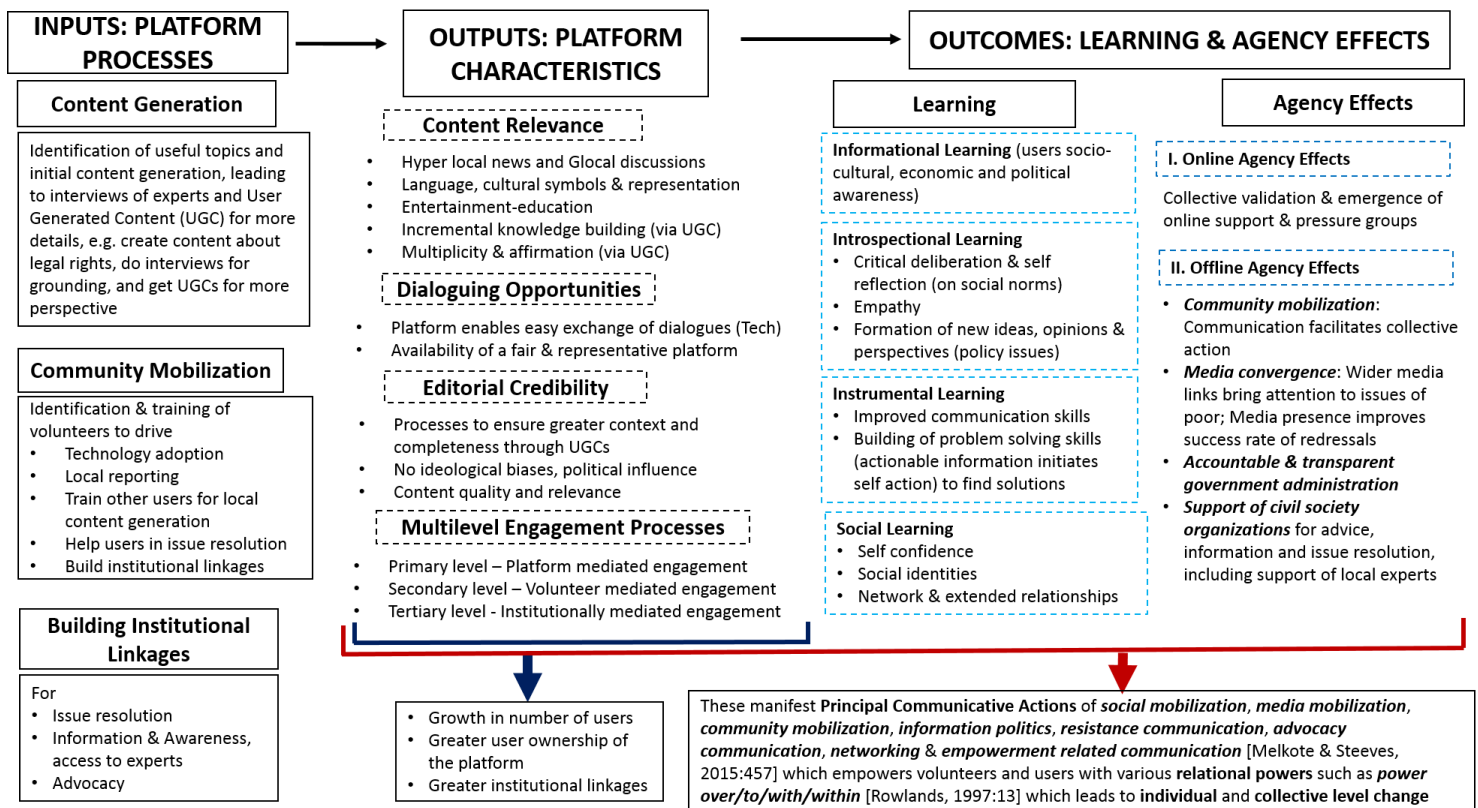 INPUTS: PLATFORM
PROCESSES
Content Generation
Identification of useful topics and
initial content generation, leading
to interviews of experts and User
Generated Content (UGC) for more
details, e.g. create content about
legal rights, do interviews for
grounding, and get UGCs for more
perspective
Community Mobilization
Identification & training of
volunteers to drive
• Technology adoption
• Local reporting
• Train other users for local
content generation
• Help users in issue resolution
• Build institutional linkages
Building Institutional
Linkages
For
• Issue resolution
• Information & Awareness,
access to experts
• Advocacy
OUTPUTS: PLATFORM
CHARACTERISTICS
Content Relevance
• Hyper local news and Glocal discussions
• Language, cultural symbols & representation
• Entertainment-education
• Incremental knowledge building (via UGC)
• Multiplicity & affirmation (via UGC)
Dialoguing Opportunities
• Platform enables easy exchange of dialogues (Tech)
• Availability of a fair & representative platform
Editorial Credibility
• Processes to ensure greater context and
completeness through UGCs
• No ideological biases, political influence
• Content quality and relevance
Multilevel Engagement Processes
• Primary level – Platform mediated engagement
• Secondary level – Volunteer mediated engagement
• Tertiary level - Institutionally mediated engagement
• Growth in number of users
• Greater user ownership of
the platform
• Greater institutional linkages
OUTCOMES: LEARNING & AGENCY EFFECTS
Learning
Informational Learning (users socio-
cultural, economic and political
awareness)
Introspectional Learning
• Critical deliberation & self
reflection (on social norms)
• Empathy
• Formation of new ideas, opinions &
perspectives (policy issues)
Instrumental Learning
• Improved communication skills
• Building of problem solving skills
(actionable information initiates
self action) to find solutions
Social Learning
• Self confidence
• Social identities
• Network & extended relationships
Agency Effects
I. Online Agency Effects
Collective validation & emergence of
online support & pressure groups
II. Offline Agency Effects
• Community mobilization:
Communication facilitates collective
action
• Media convergence: Wider media
links bring attention to issues of
poor; Media presence improves
success rate of redressals
• Accountable & transparent
government administration
• Support of civil society
organizations for advice,
information and issue resolution,
including support of local experts
These manifest Principal Communicative Actions of social mobilization, media mobilization,
community mobilization, information politics, resistance communication, advocacy
communication, networking & empowerment related communication [Melkote & Steeves,
2015:457] which empowers volunteers and users with various relational powers such as power
over/to/with/within [Rowlands, 1997:13] which leads to individual and collective level change